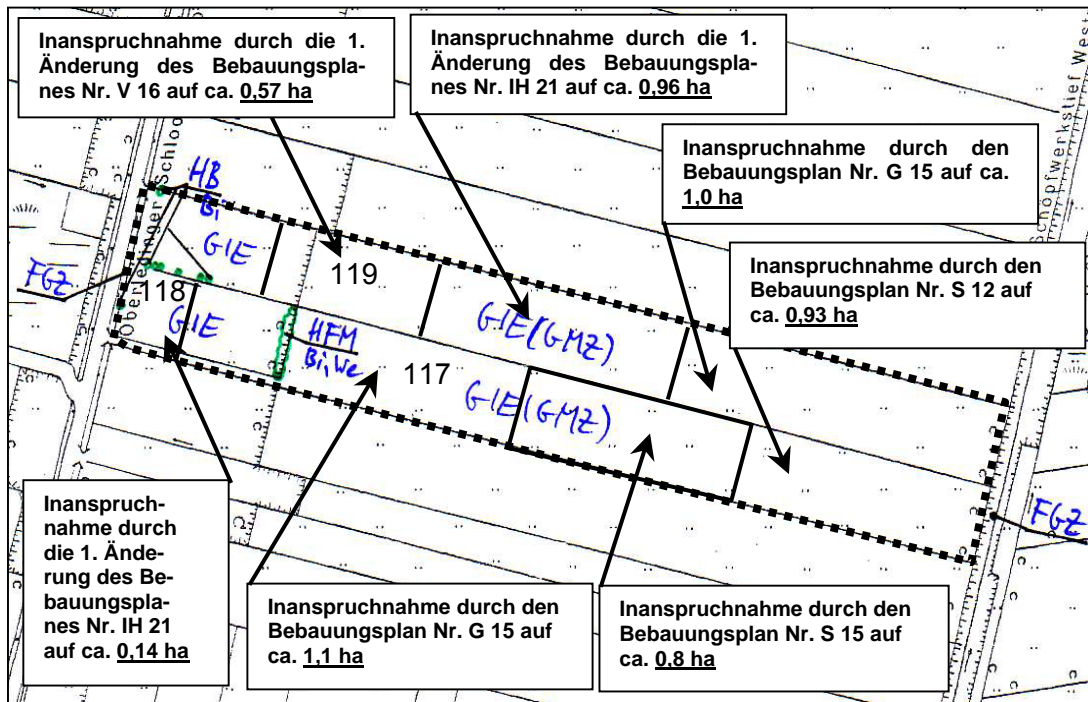 Inanspruchnahme durch die 1.
Änderung des Bebauungspla-
nes Nr. V 16 auf ca. 0,57 ha
Inanspruchnahme durch die 1.
Änderung des Bebauungspla-
nes Nr. IH 21 auf ca. 0,96 ha
Inanspruchnahme durch den
Bebauungsplan Nr. G 15 auf ca.
1,0 ha
Inanspruchnahme durch den
Bebauungsplan Nr. S 12 auf
ca. 0,93 ha
Oberledinger Schloo
Schöpfwerkstief West
HB
Bi
GIE
FGZ
118
GIE
119
HFM
Bi, We
117
GIE (GMZ)
GIE (GMZ)
FGZ
Inanspruch-
nahme durch
die 1. Ände-
rung des Be-
bauungspla-
nes Nr. IH 21
auf ca. 0,14 ha
Inanspruchnahme durch den
Bebauungsplan Nr. G 15 auf
ca. 1,1 ha
Inanspruchnahme durch den
Bebauungsplan Nr. S 15 auf
ca. 0,8 ha